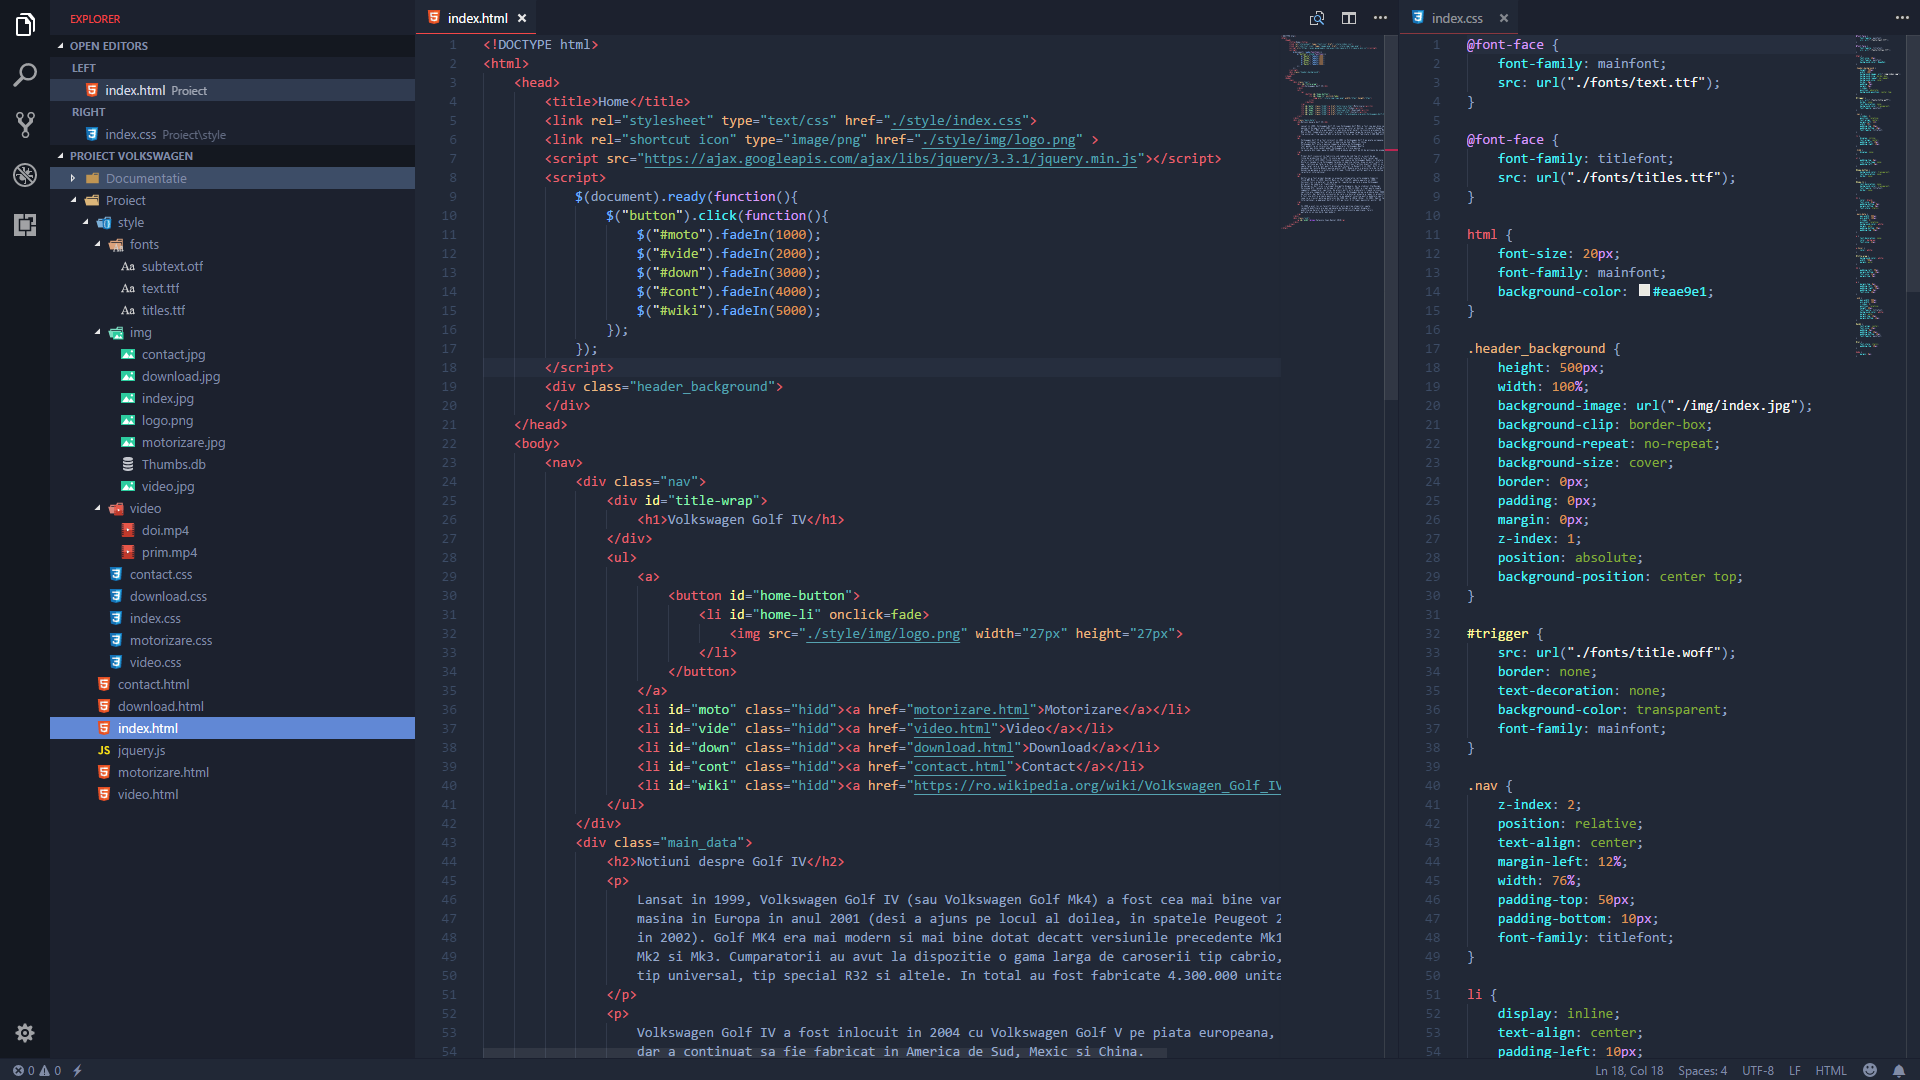 EXPLORER
OPEN EDITORS
LEFT
index.html Proiect
RIGHT
index.css Proiect\style
PROIECT VOLKSWAGEN
Documentatie
Proiect
style
fonts
Aa subtext.otf
Aa text.ttf
Aa titles.ttf
img
contact.jpg
download.jpg
index.jpg
logo.png
motorizare.jpg
Thumbs.db
video.jpg
video
doi.mp4
prim.mp4
contact.css
download.css
index.css
motorizare.css
video.css
contact.html
download.html
index.html
JS jquery.js
motorizare.html
video.html
index.html
1 <!DOCTYPE html>
2 <html>
3 <head>
4 <title>Home</title>
5 <link rel="stylesheet" type="text/css" href="./style/index.css">
6 <link rel="shortcut icon" type="image/png" href="./style/img/logo.png" >
7 <script src="https://ajax.googleapis.com/ajax/libs/jquery/3.3.1/jquery.min.js"></script>
8 <script>
9 $(document).ready(function(){
10 $("button").click(function(){
11 $("#moto").fadeIn(1000);
12 $("#vide").fadeIn(2000);
13 $("#down").fadeIn(3000);
14 $("#cont").fadeIn(4000);
15 $("#wiki").fadeIn(5000);
16 });
17 });
18 </script>
19 <div class="header_background">
20 </div>
21 </head>
22 <body>
23 <nav>
24 <div class="nav">
25 <div id="title-wrap">
26 <h1>Volkswagen Golf IV</h1>
27 </div>
28 <ul>
29 <a>
30 <button id="home-button">
31 <li id="home-li" onclick=fade>
32 <img src="./style/img/logo.png" width="27px" height="27px">
33 </li>
34 </button>
35 </a>
36 <li id="moto" class="hidd"><a href="motorizare.html">Motorizare</a></li>
37 <li id="vide" class="hidd"><a href="video.html">Video</a></li>
38 <li id="down" class="hidd"><a href="download.html">Download</a></li>
39 <li id="cont" class="hidd"><a href="contact.html">Contact</a></li>
40 <li id="wiki" class="hidd"><a href="https://ro.wikipedia.org/wiki/Volkswagen_Golf_IV
41 </ul>
42 </div>
43 <div class="main_data">
44 <h2>Notiuni despre Golf IV</h2>
45 <p>
46 Lansat in 1999, Volkswagen Golf IV (sau Volkswagen Golf Mk4) a fost cea mai bine van
47 masina in Europa in anul 2001 (desi a ajuns pe locul al doilea, in spatele Peugeot 2
48 in 2002). Golf MK4 era mai modern si mai bine dotat decatt versiunile precedente Mk1
49 Mk2 si Mk3. Cumparatorii au avut la dispozitie o gama larga de caroserii tip cabrio,
50 tip universal, tip special R32 si altele. In total au fost fabricate 4.300.000 unita
51 </p>
52 <p>
53 Volkswagen Golf IV a fost inlocuit in 2004 cu Volkswagen Golf V pe piata europeana,
54 dar a continuat sa fie fabricat in America de Sud, Mexic si China.
index.css
1 @font-face {
2 font-family: mainfont;
3 src: url("./fonts/text.ttf");
4 }
5
6 @font-face {
7 font-family: titlefont;
8 src: url("./fonts/titles.ttf");
9 }
10
11 html {
12 font-size: 20px;
13 font-family: mainfont;
14 background-color: #eae9e1;
15 }
16
17 .header_background {
18 height: 500px;
19 width: 100%;
20 background-image: url("./img/index.jpg");
21 background-clip: border-box;
22 background-repeat: no-repeat;
23 background-size: cover;
24 border: 0px;
25 padding: 0px;
26 margin: 0px;
27 z-index: 1;
28 position: absolute;
29 background-position: center top;
30 }
31
32 #trigger {
33 src: url("./fonts/title.woff");
34 border: none;
35 text-decoration: none;
36 background-color: transparent;
37 font-family: mainfont;
38 }
39
40 .nav {
41 z-index: 2;
42 position: relative;
43 text-align: center;
44 margin-left: 12%;
45 width: 76%;
46 padding-top: 50px;
47 padding-bottom: 10px;
48 font-family: titlefont;
49 }
50
51 li {
52 display: inline;
53 text-align: center;
54 padding-left: 10px;
0 0
Ln 18, Col 18 Spaces: 4 UTF-8 LF HTML